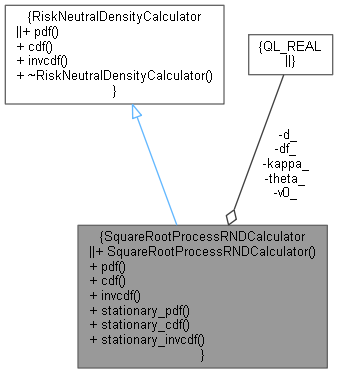 {RiskNeutralDensityCalculator
||+ pdf()
+ cdf()
+ invcdf()
+ ~RiskNeutralDensityCalculator()
}
{QL_REAL
||}
-d_
-df_
-kappa_
-theta_
-v0_
{SquareRootProcessRNDCalculator
||+ SquareRootProcessRNDCalculator()
+ pdf()
+ cdf()
+ invcdf()
+ stationary_pdf()
+ stationary_cdf()
+ stationary_invcdf()
}